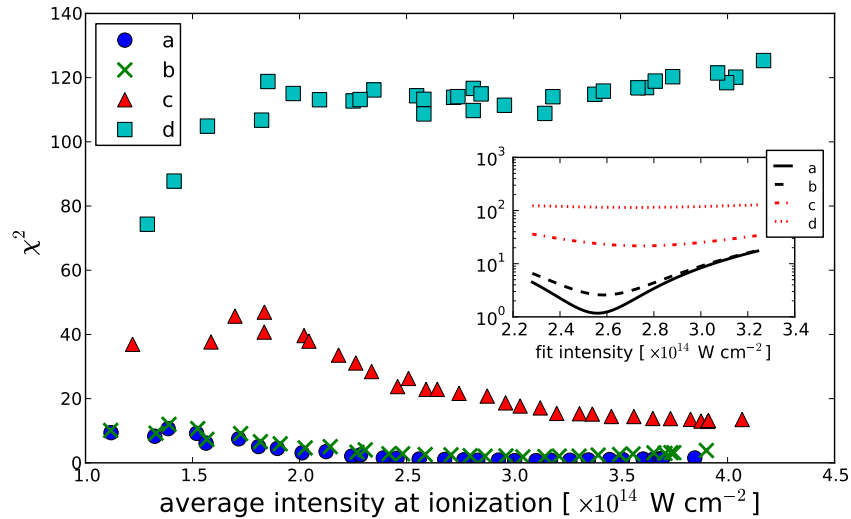 140
120
100
80
60
40
20
0
χ²
a
b
c
d
10³
10²
10¹
10⁰
a
b
c
d
2.2 2.4 2.6 2.8 3.0 3.2 3.4
fit intensity [ ×10¹⁴ W cm⁻²]
1.0 1.5 2.0 2.5 3.0 3.5 4.0 4.5
average intensity at ionization [ ×10¹⁴ W cm⁻²]